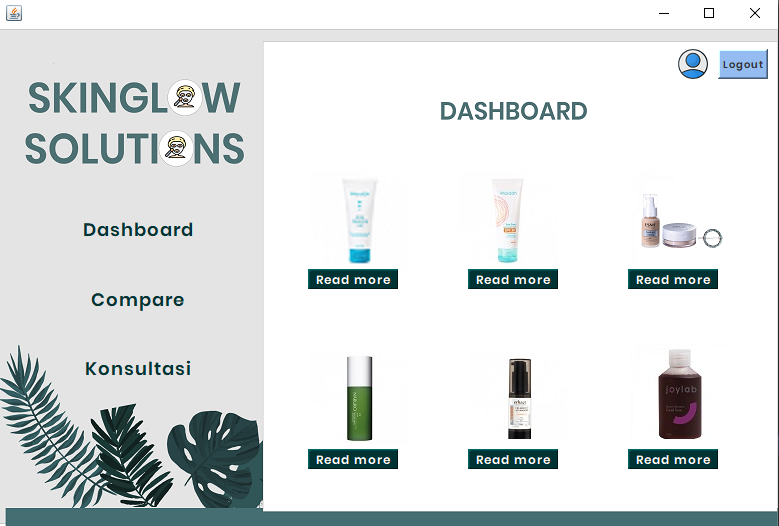 Logout
SKINGLOW
SOLUTIONS
DASHBOARD
Dashboard
Compare
Konsultasi
Read more
Read more
Read more
joylab
Read more
Read more
Read more